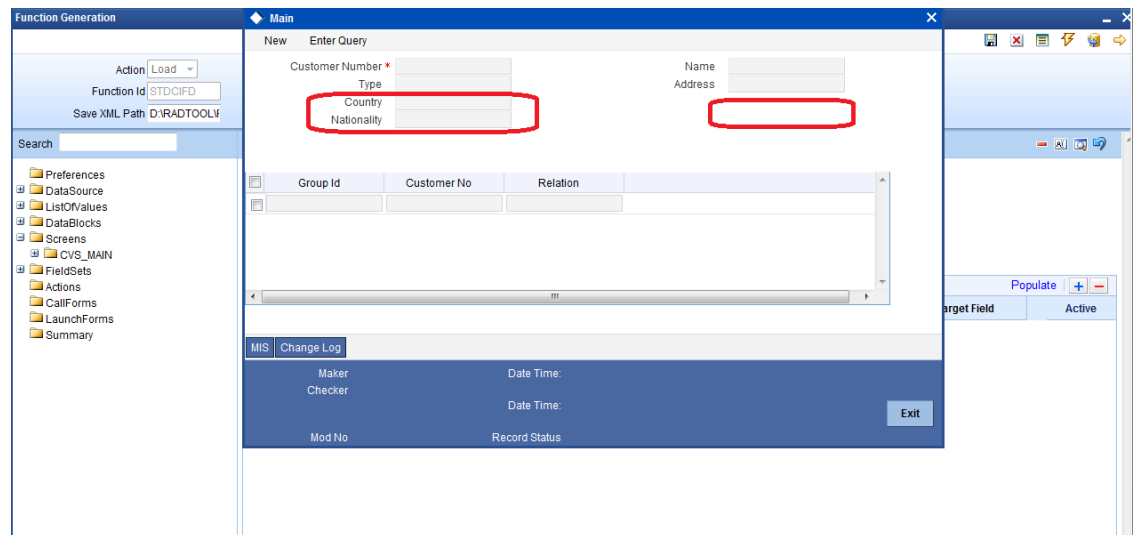 Function Generation
Main
New Enter Query
Action Load
Function Id STDCIFD
Save XML Path D:\RADTOOL\
Customer Number * Name
Type Address
Country
Nationality
Search
Preferences
DataSource
ListOfValues
DataBlocks
Screens
CVS_MAIN
FieldSets
Actions
CallForms
LaunchForms
Summary
Group Id Customer No Relation
Populate
arget Field Active
MIS Change Log
Maker Date Time:
Checker
Date Time:
Exit
Mod No Record Status